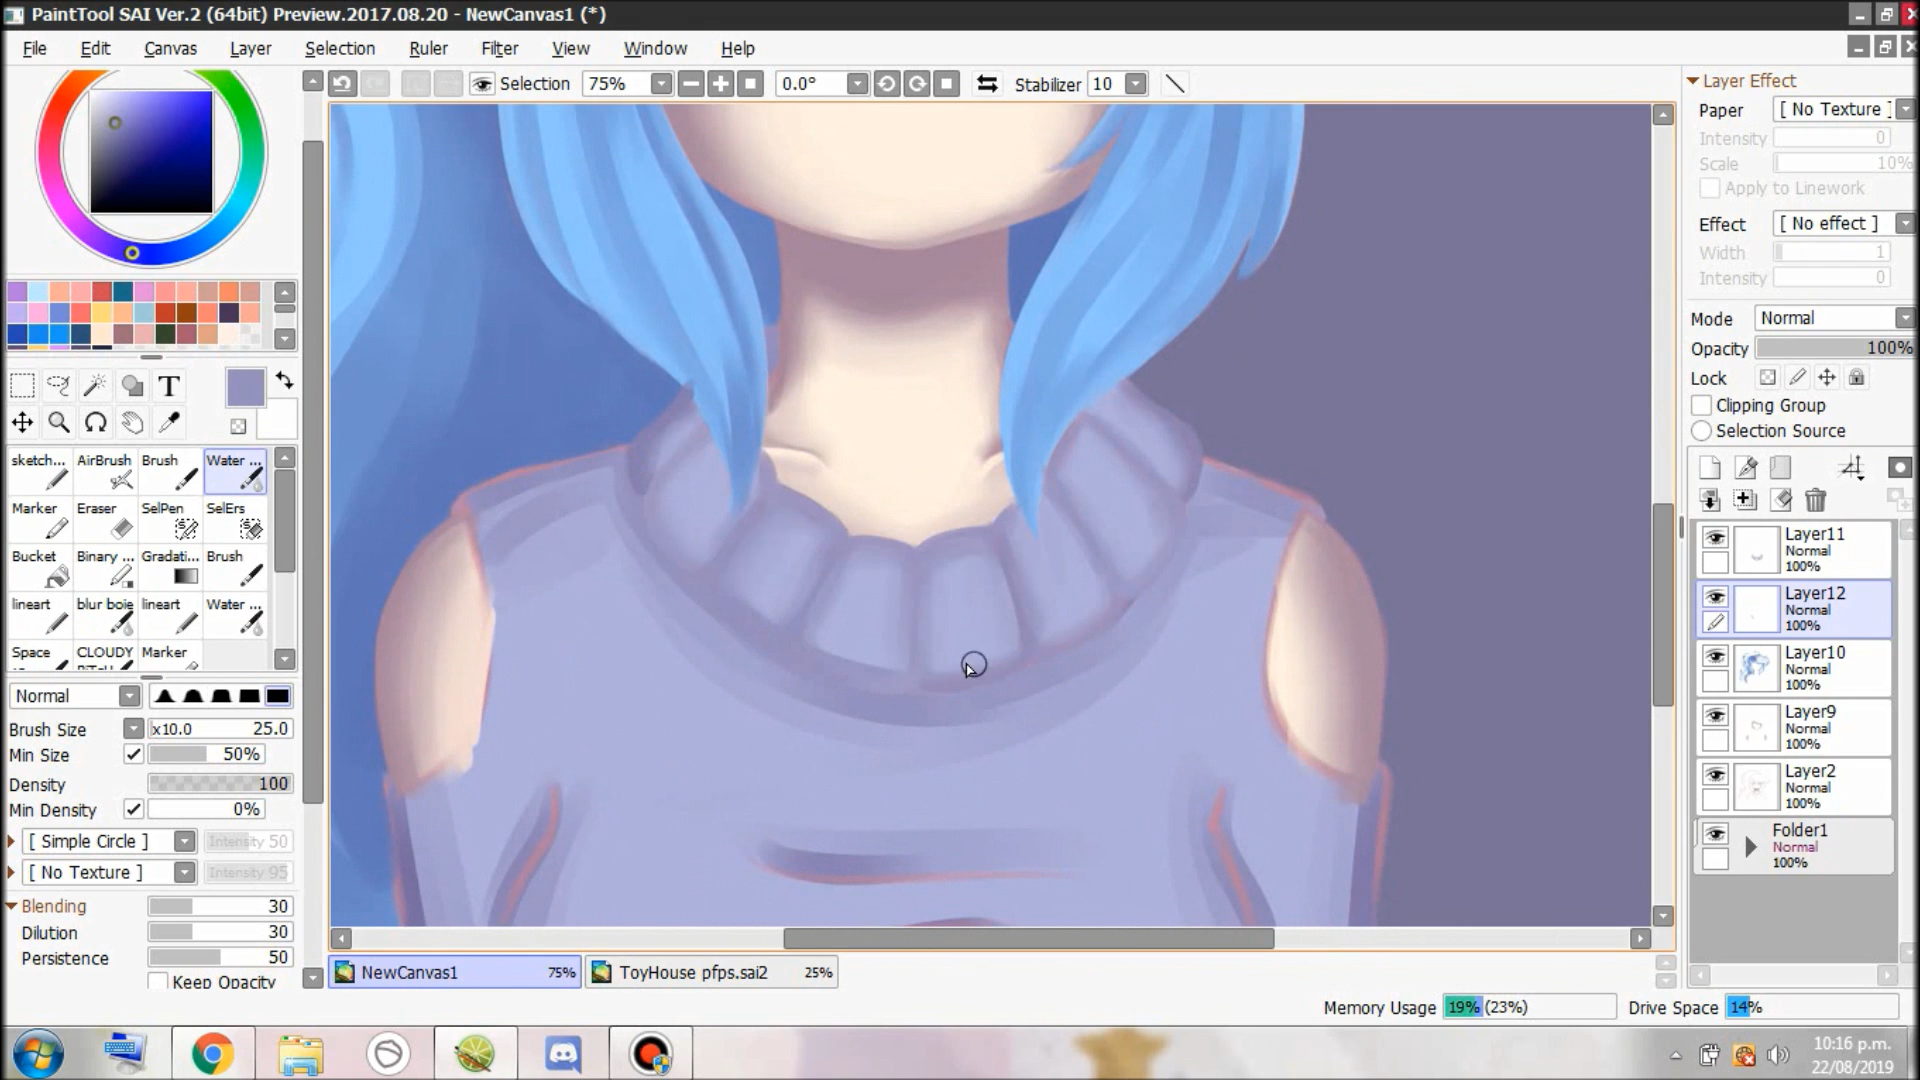 PaintTool SAI Ver.2 (64bit) Preview.2017.08.20 - NewCanvas1 (*)
File Edit Canvas Layer Selection Ruler Filter View Window Help
Selection 75% 0.0° Stabilizer 10
Layer Effect
Paper [ No Texture ]
Intensity 0
Scale 10%
Apply to Linework
Effect [ No effect ]
Width 1
Intensity 0
Mode Normal
Opacity 100%
Lock
Clipping Group
Selection Source
T
sketch... AirBrush Brush Water ...
Marker Eraser SelPen SelErs
Bucket Binary ... Gradati... Brush
lineart blur boie lineart Water ...
Space CLOUDY Marker
Normal
Brush Size x10.0 25.0
Min Size 50%
Density 100
Min Density 0%
[ Simple Circle ] Intensity 50
[ No Texture ] Intensity 95
Blending 30
Dilution 30
Persistence 50
Keep Opacity
Layer11
Normal
100%
Layer12
Normal
100%
Layer10
Normal
100%
Layer9
Normal
100%
Layer2
Normal
100%
Folder1
Normal
100%
NewCanvas1 75% ToyHouse pfps.sai2 25%
Memory Usage 19% (23%) Drive Space 14%
10:16 p.m.
22/08/2019